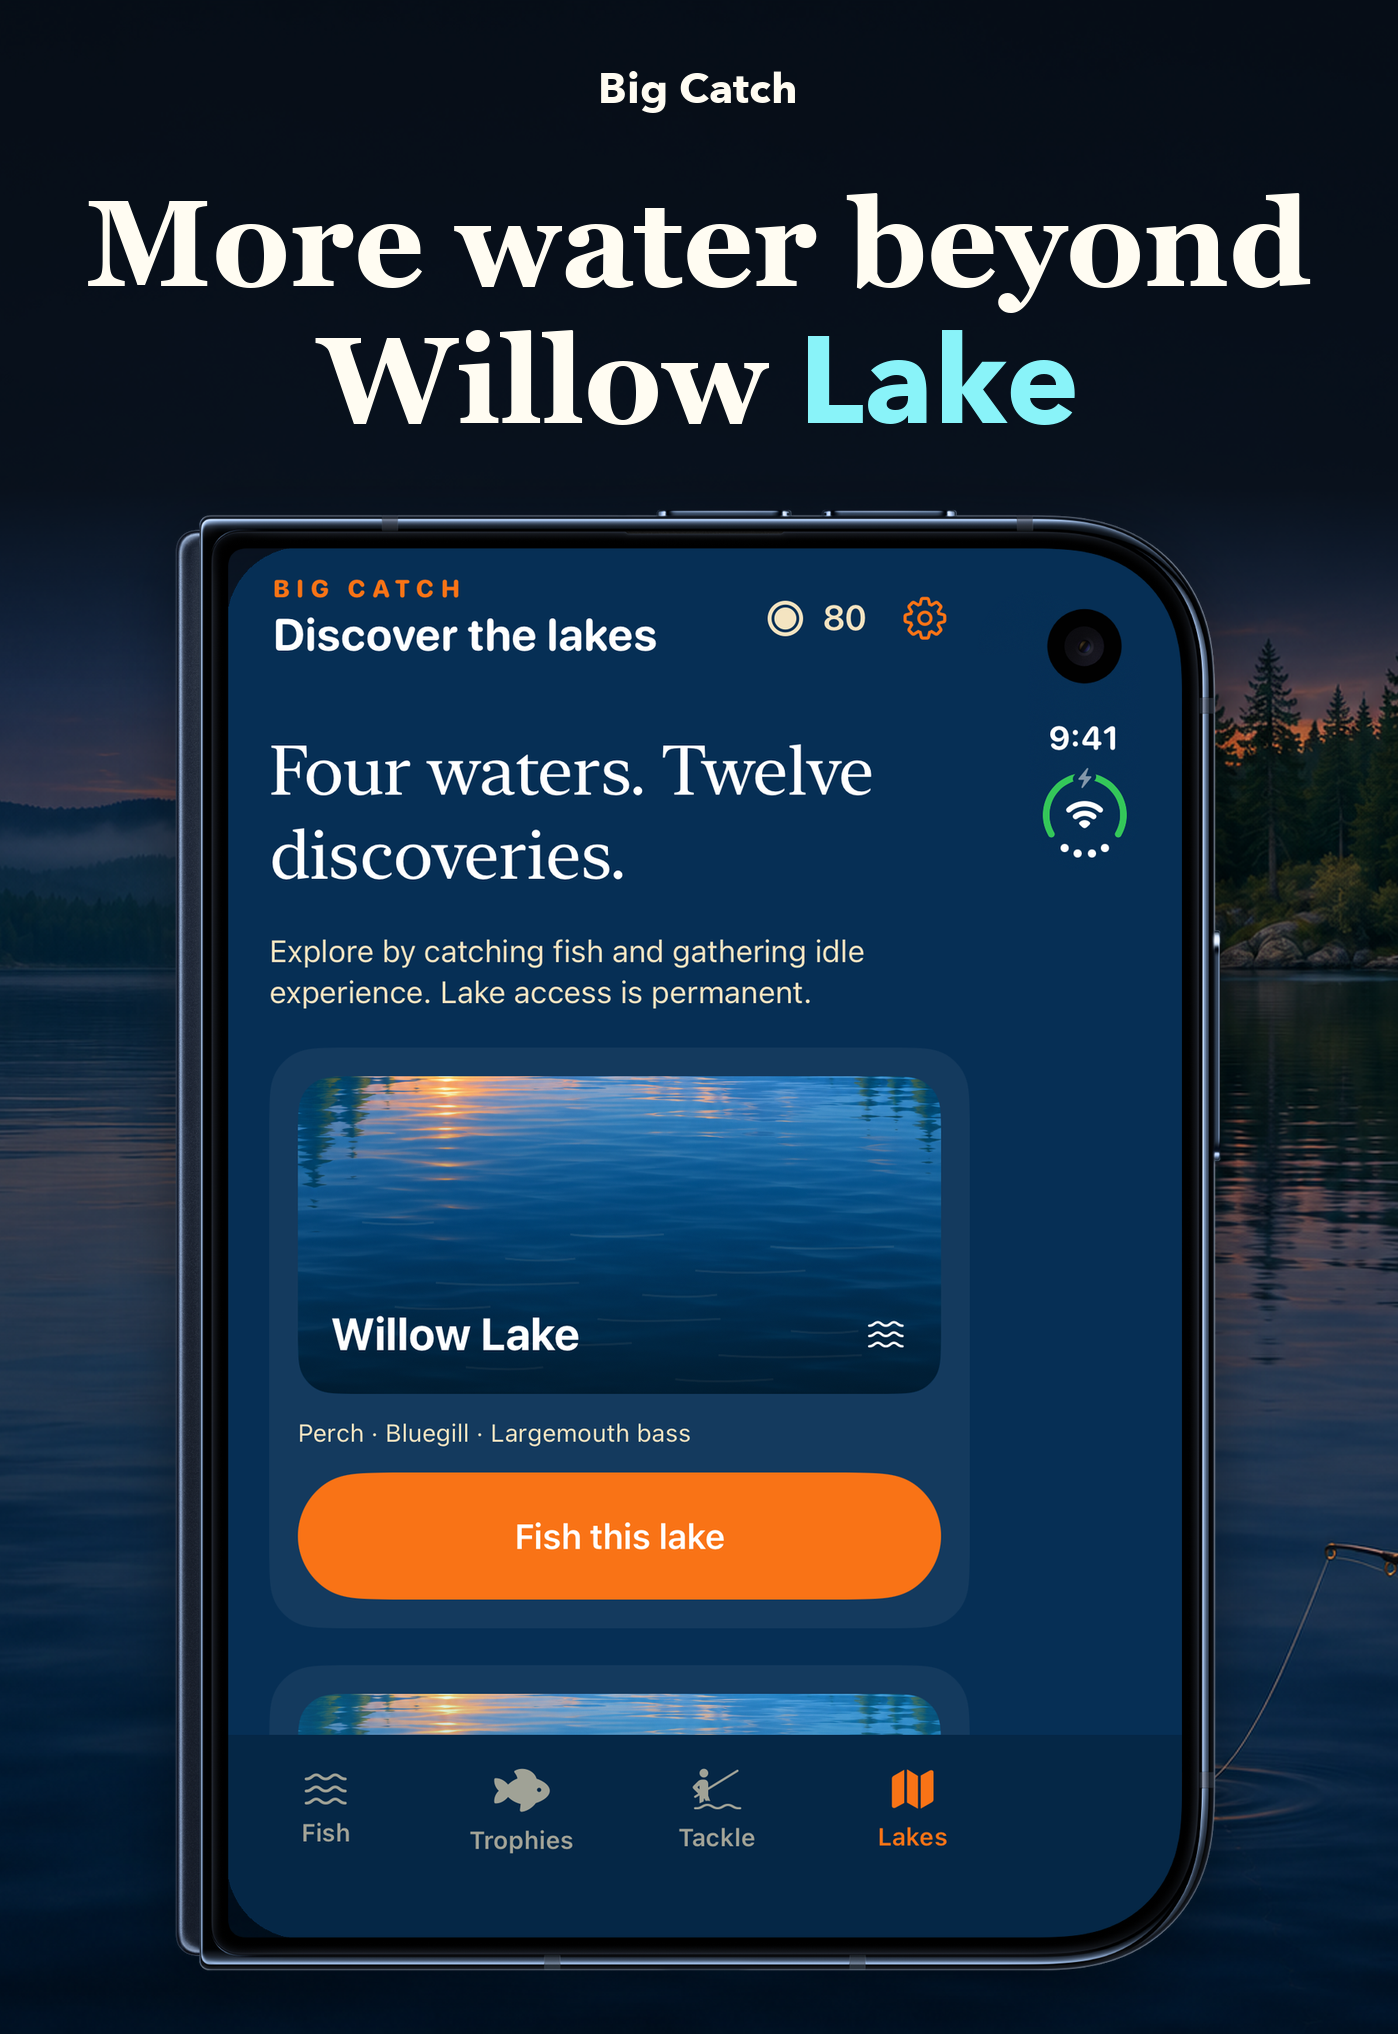 Big Catch
More water beyond
Willow Lake
BIG CATCH
Discover the lakes
80
9:41
Four waters. Twelve
discoveries.
Explore by catching fish and gathering idle
experience. Lake access is permanent.
Willow Lake
Perch · Bluegill · Largemouth bass
Fish this lake
Fish
Trophies
Tackle
Lakes